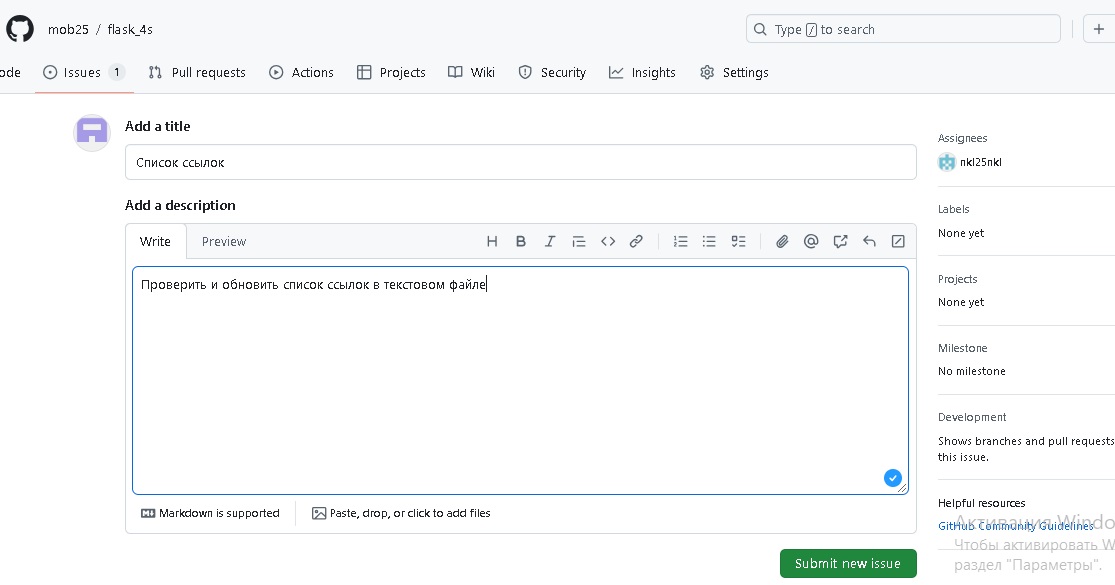 mob25 / flask_4s
Type / to search
ode Issues 1 Pull requests Actions Projects Wiki Security Insights Settings
Add a title
Список ссылок
Add a description
Write Preview
Проверить и обновить список ссылок в текстовом файле
Markdown is supported
Paste, drop, or click to add files
Submit new issue
Assignees
nkl25nkl
Labels
None yet
Projects
None yet
Milestone
No milestone
Development
Shows branches and pull requests
this issue.
Helpful resources
GitHub Community Guidelines
Активация Windo
Чтобы активировать W
раздел "Параметры".